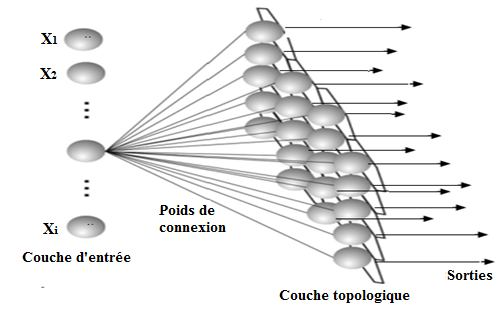 X1
X2
Xi
Couche d'entrée
Poids de
connexion
Couche topologique
Sorties